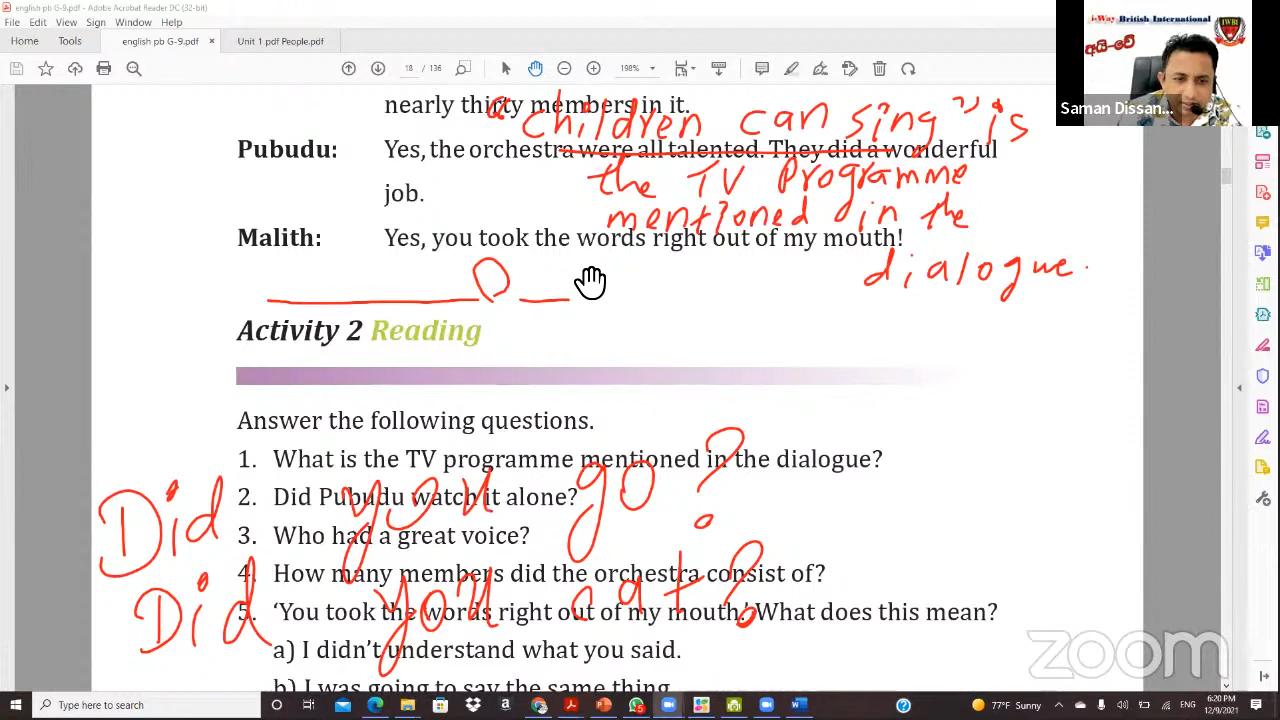 english pb G-9.pdf - Adobe Acrobat Reader DC (32-bit)
File Edit View Sign Window Help
Home Tools english pb G-9.pdf × Unit 1 pdf People.pdf
18 / 136 198%
i-Way British International
IWBI
අයි-වේ
Saman Dissan...
nearly thirty members in it.
"children can sing" is
Pubudu: Yes, the orchestra were all talented. They did a wonderful
the TV Programme
job.
mentioned in the
Malith: Yes, you took the words right out of my mouth!
dialogue.
Activity 2 Reading
Answer the following questions.
1. What is the TV programme mentioned in the dialogue?
2. Did Pubudu watch it alone?
Did you go?
3. Who had a great voice?
4. How many members did the orchestra consist of?
Did you eat?
5. ‘You took the words right out of my mouth.’ What does this mean?
a) I didn’t understand what you said.
b) I was going to say the same thing.
zoom
Type here to search
77°F Sunny ENG 6:20 PM
12/9/2021